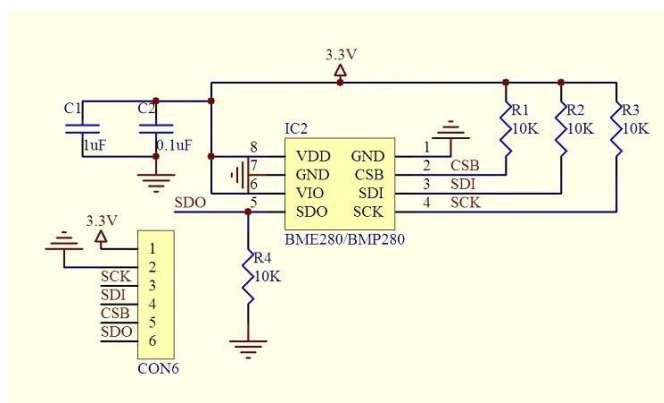 3.3V
C1
C2
1uF
0.1uF
R1
10K
R2
10K
R3
10K
IC2
8 VDD GND 1
7 GND CSB 2 CSB
6 VIO SDI 3 SDI
5 SDO SCK 4 SCK
SDO
BME280/BMP280
R4
10K
3.3V
1
2
SCK 3
SDI 4
CSB 5
SDO 6
CON6